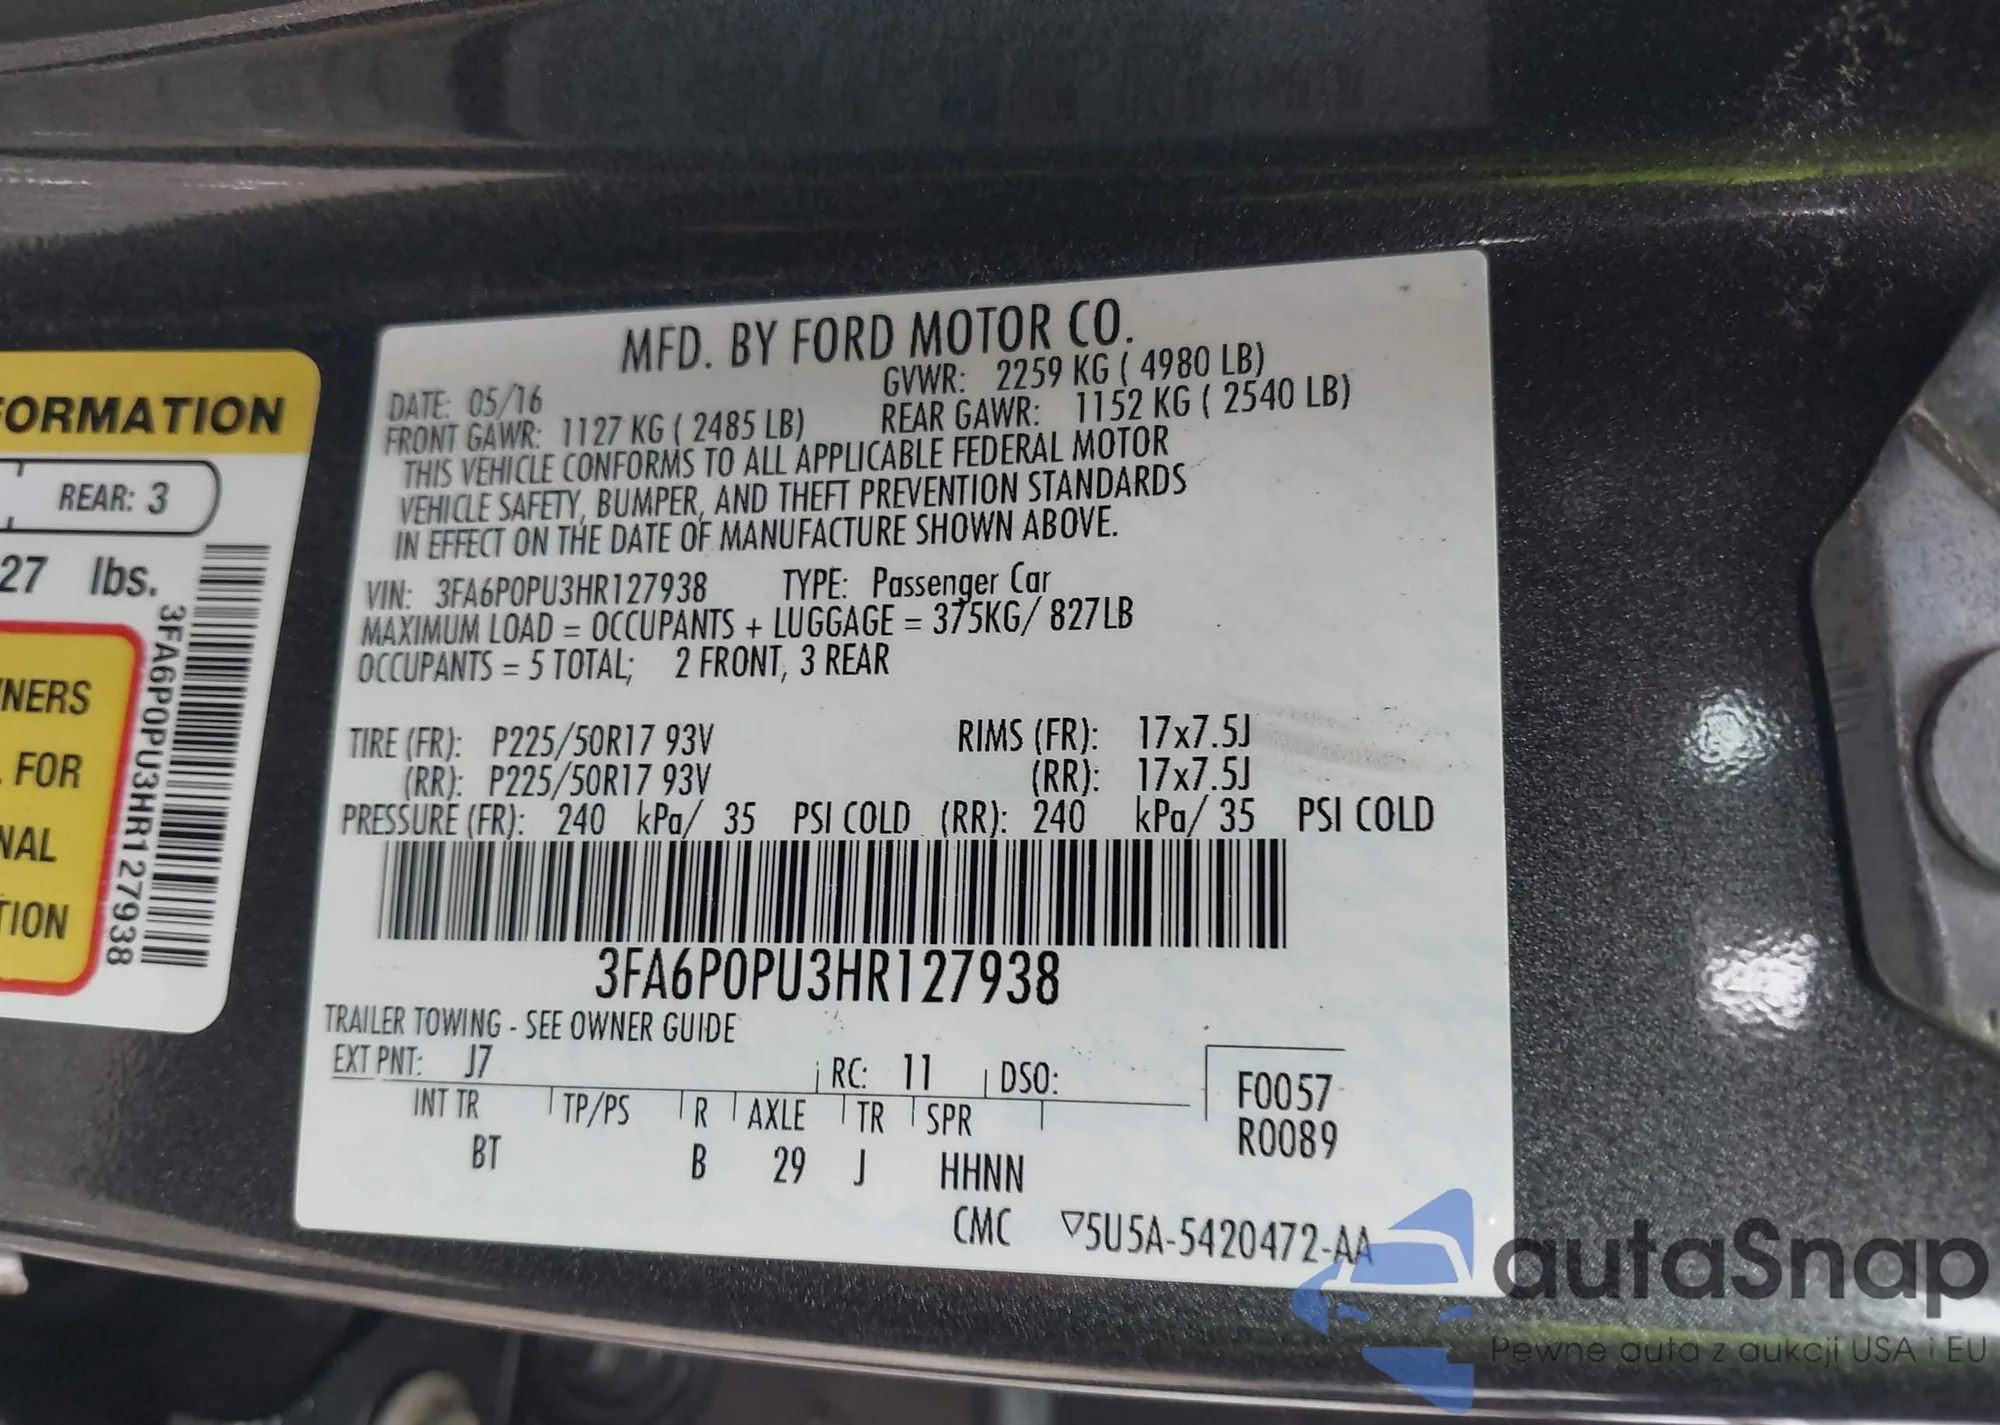 FORMATION
REAR: 3
27 lbs.
3FA6P0PU3HR127938
NERS
FOR
NAL
TION
MFD. BY FORD MOTOR CO.
DATE: 05/16
GVWR: 2259 KG ( 4980 LB)
FRONT GAWR: 1127 KG ( 2485 LB)
REAR GAWR: 1152 KG ( 2540 LB)
THIS VEHICLE CONFORMS TO ALL APPLICABLE FEDERAL MOTOR
VEHICLE SAFETY, BUMPER, AND THEFT PREVENTION STANDARDS
IN EFFECT ON THE DATE OF MANUFACTURE SHOWN ABOVE.
VIN: 3FA6P0PU3HR127938 TYPE: Passenger Car
MAXIMUM LOAD = OCCUPANTS + LUGGAGE = 375KG/ 827LB
OCCUPANTS = 5 TOTAL; 2 FRONT, 3 REAR
TIRE (FR): P225/50R17 93V RIMS (FR): 17x7.5J
(RR): P225/50R17 93V (RR): 17x7.5J
PRESSURE (FR): 240 kPa/ 35 PSI COLD (RR): 240 kPa/ 35 PSI COLD
3FA6P0PU3HR127938
TRAILER TOWING - SEE OWNER GUIDE
EXT PNT: J7 RC: 11 DSO:
INT TR TP/PS R AXLE TR SPR
BT B 29 J HHNN
F0057
R0089
CMC ▽5U5A-5420472-AA
autaSnap
Pewne auta z aukcji USA i EU